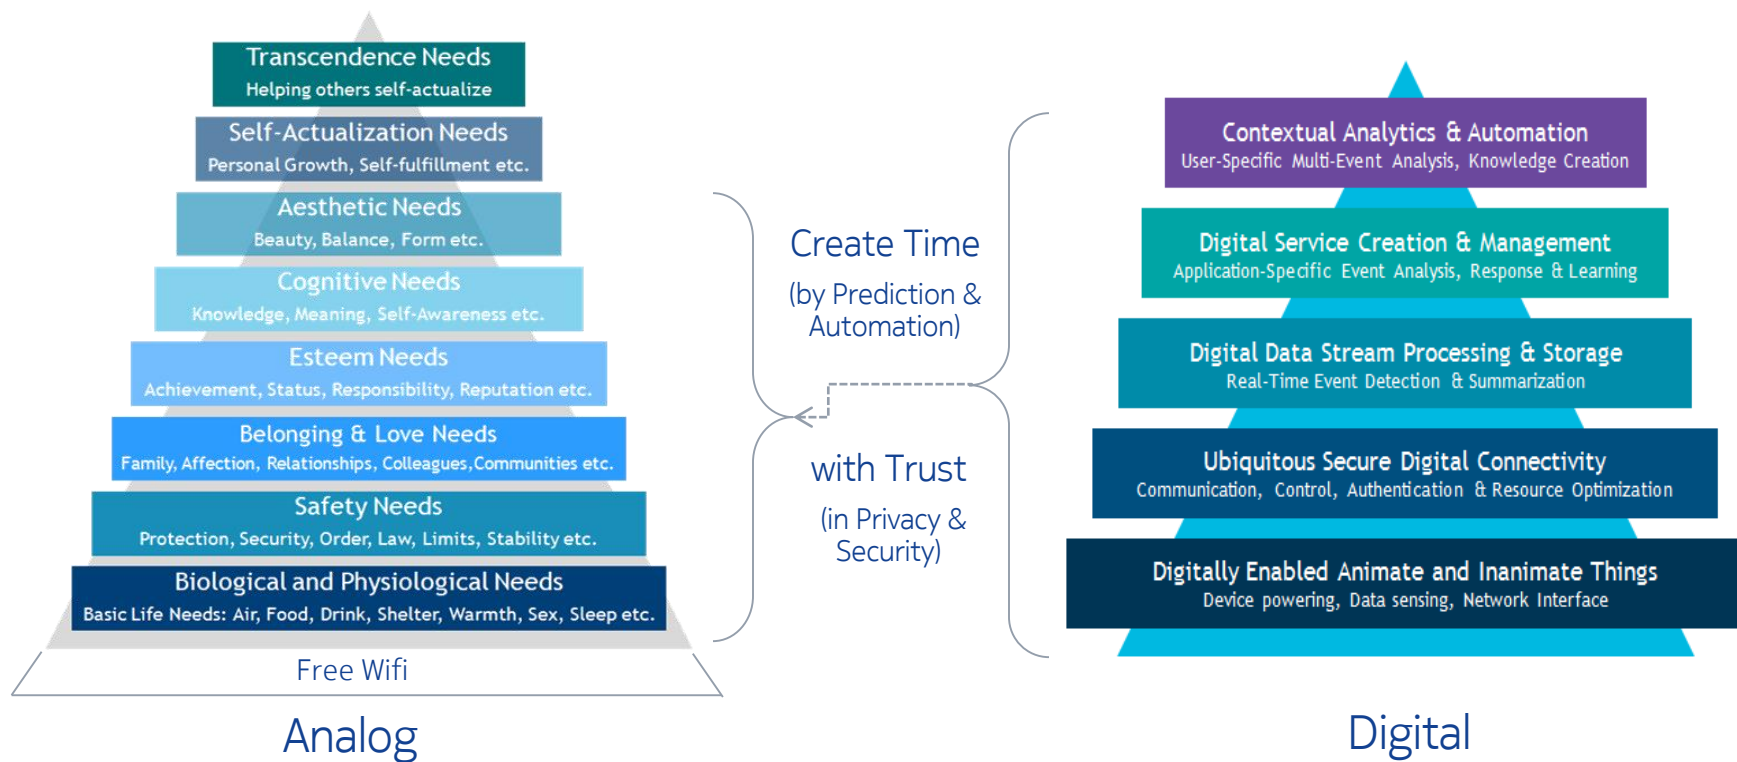 Transcendence Needs
Helping others self-actualize
Self-Actualization Needs
Personal Growth, Self-fulfillment etc.
Aesthetic Needs
Beauty, Balance, Form etc.
Cognitive Needs
Knowledge, Meaning, Self-Awareness etc.
Esteem Needs
Achievement, Status, Responsibility, Reputation etc.
Belonging & Love Needs
Family, Affection, Relationships, Colleagues,Communities etc.
Safety Needs
Protection, Security, Order, Law, Limits, Stability etc.
Biological and Physiological Needs
Basic Life Needs: Air, Food, Drink, Shelter, Warmth, Sex, Sleep etc.
Free Wifi
Analog
Create Time
(by Prediction &
Automation)
with Trust
(in Privacy &
Security)
Contextual Analytics & Automation
User-Specific Multi-Event Analysis, Knowledge Creation
Digital Service Creation & Management
Application-Specific Event Analysis, Response & Learning
Digital Data Stream Processing & Storage
Real-Time Event Detection & Summarization
Ubiquitous Secure Digital Connectivity
Communication, Control, Authentication & Resource Optimization
Digitally Enabled Animate and Inanimate Things
Device powering, Data sensing, Network Interface
Digital